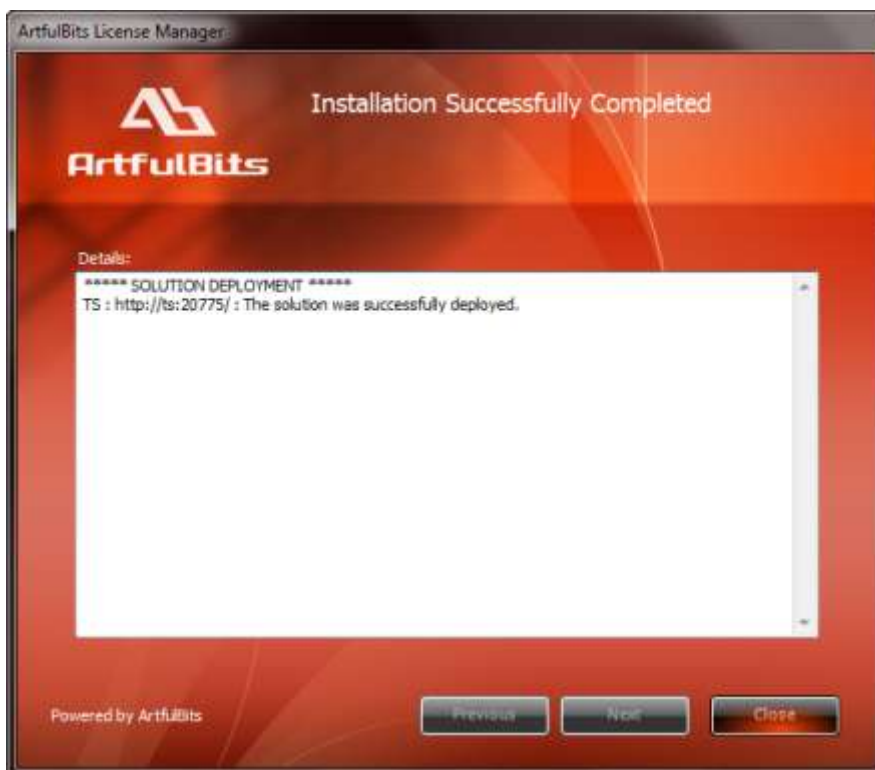 ArtfulBits License Manager
Installation Successfully Completed
ArtfulBits
Details:
***** SOLUTION DEPLOYMENT *****
TS : http://ts:20775/ : The solution was successfully deployed.
Powered by ArtfulBits
Previous Next Close